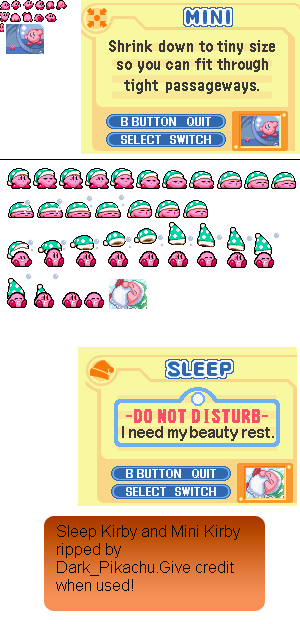 MINI
Shrink down to tiny size
so you can fit through
tight passageways.
B BUTTON QUIT
SELECT SWITCH
SLEEP
-DO NOT DISTURB-
I need my beauty rest.
B BUTTON QUIT
SELECT SWITCH
Sleep Kirby and Mini Kirby
ripped by
Dark_Pikachu.Give credit
when used!